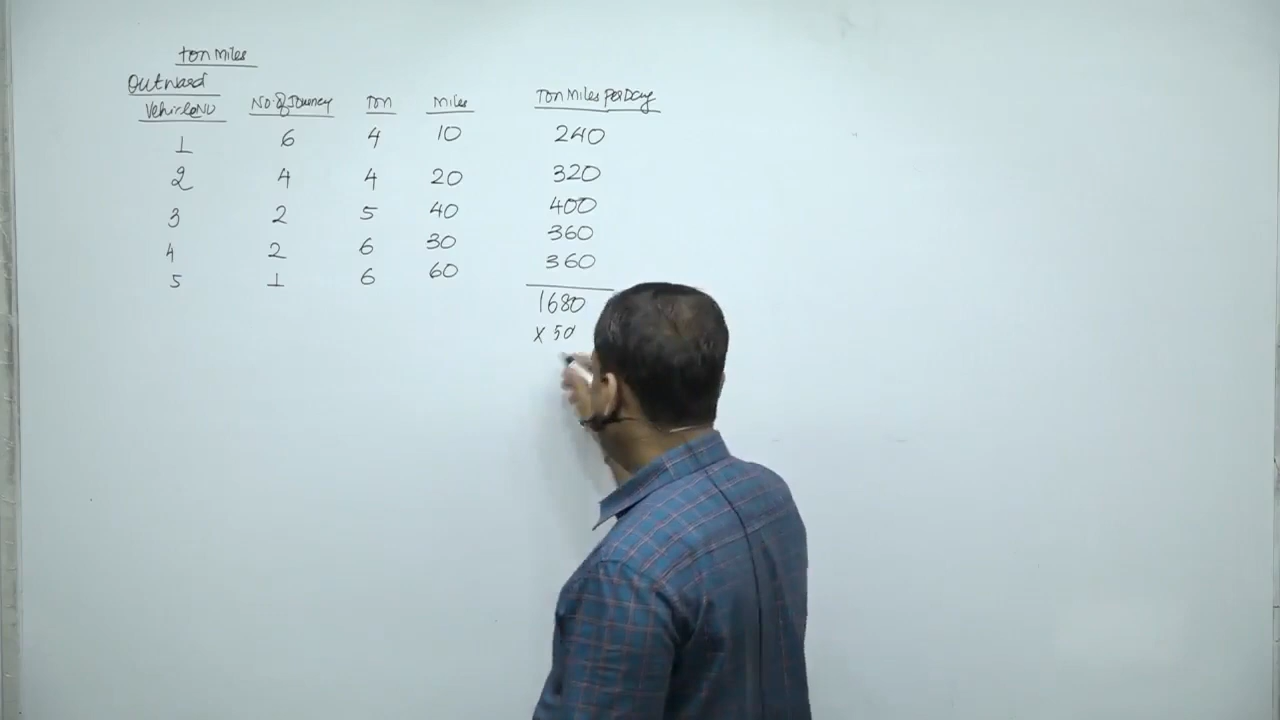 Ton Miles
Outward
Vehicle No No of Journey Ton Miles Ton Miles Per Day
1 6 4 10 240
2 4 4 20 320
3 2 5 40 400
4 2 6 30 360
5 1 6 60 360
1680
X 50